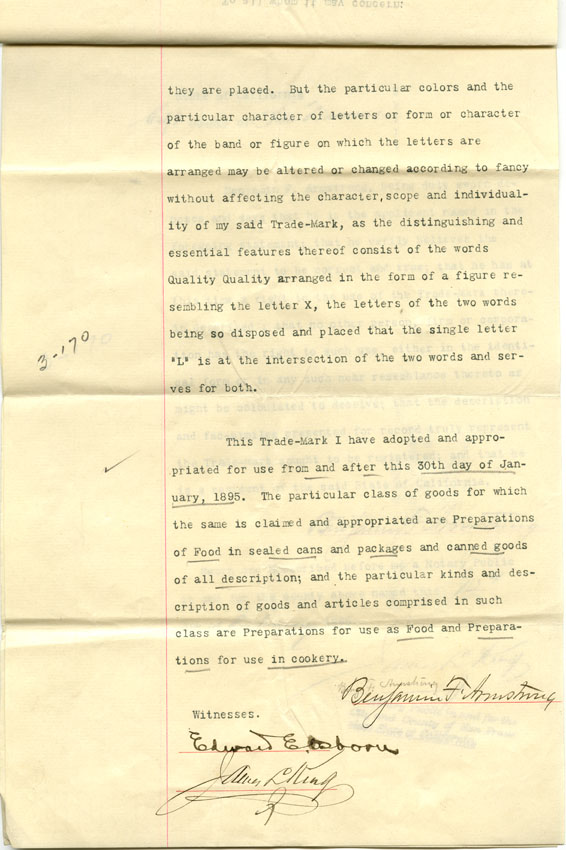 To all whom it may concern:
they are placed.  But the particular colors and the
particular character of letters or form or character
of the band or figure on which the letters are
arranged may be altered or changed according to fancy
without affecting the character, scope and individual-
ity of my said Trade-Mark, as the distinguishing and
essential features thereof consist of the words
Quality Quality arranged in the form of a figure re-
sembling the letter X, the letters of the two words
being so disposed and placed that the single letter
"L" is at the intersection of the two words and ser-
ves for both.
3-170
This Trade-Mark I have adopted and appro-
priated for use from and after this 30th day of Jan-
uary, 1895.  The particular class of goods for which
the same is claimed and appropriated are Preparations
of Food in sealed cans and packages and canned goods
of all description; and the particular kinds and des-
cription of goods and articles comprised in such
class are Preparations for use as Food and Prepara-
tions for use in cookery.
Benjamin F. Armstrong
Witnesses.
Edward E. Osborn
James L. King